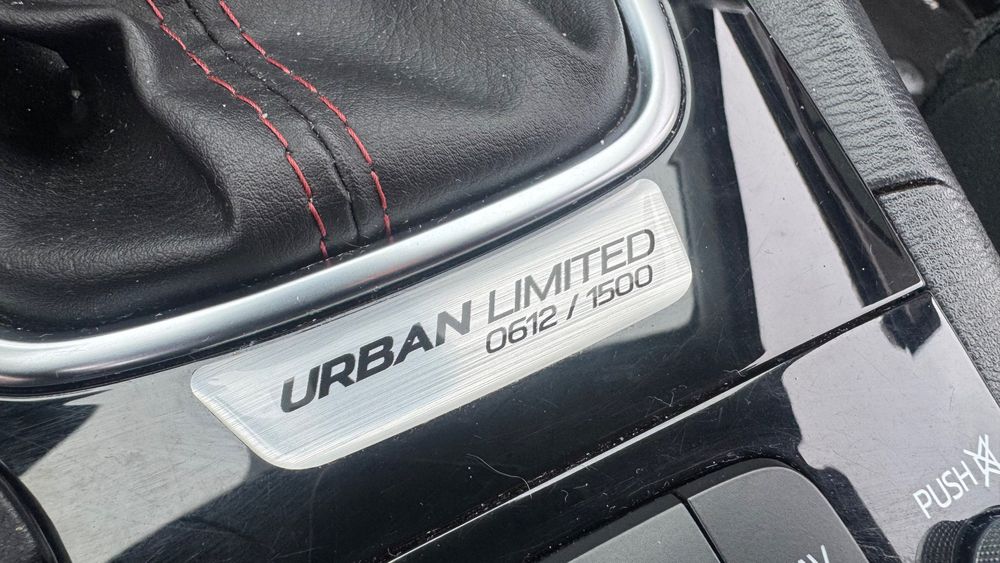 URBAN LIMITED
0612 / 1500
PUSH